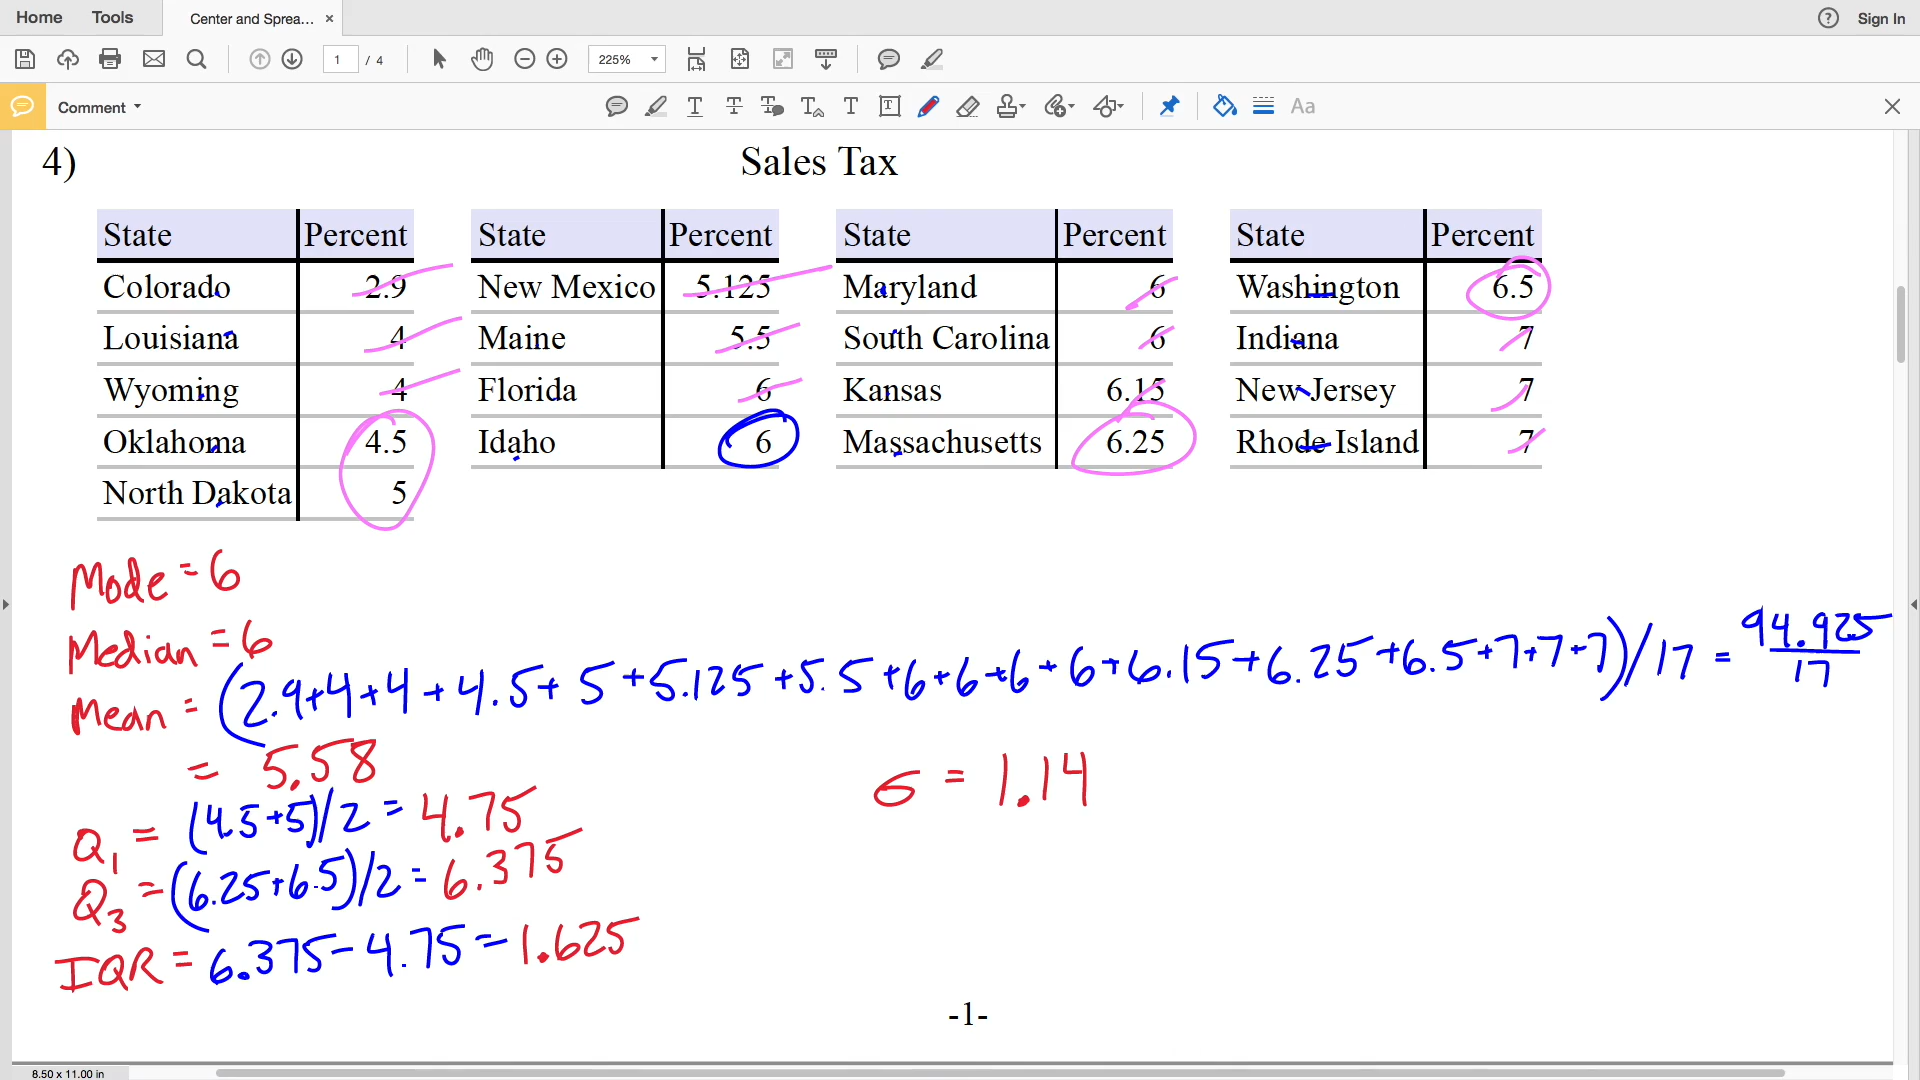 Home Tools Center and Sprea... × Sign In
1 / 4 225%
Comment Aa
4) Sales Tax
State Percent State Percent State Percent State Percent
Colorado 2.9 New Mexico 5.125 Maryland 6 Washington 6.5
Louisiana 4 Maine 5.5 South Carolina 6 Indiana 7
Wyoming 4 Florida 6 Kansas 6.15 New Jersey 7
Oklahoma 4.5 Idaho 6 Massachusetts 6.25 Rhode Island 7
North Dakota 5
Mode = 6
Median = 6
Mean = (2.9+4+4+4.5+5+5.125+5.5+6+6+6+6+6.15+6.25+6.5+7+7+7)/17 = 94.925/17
= 5.58
σ = 1.14
Q1 = (4.5+5)/2 = 4.75
Q3 = (6.25+6.5)/2 = 6.375
IQR = 6.375-4.75 = 1.625
-1-
8.50 x 11.00 in